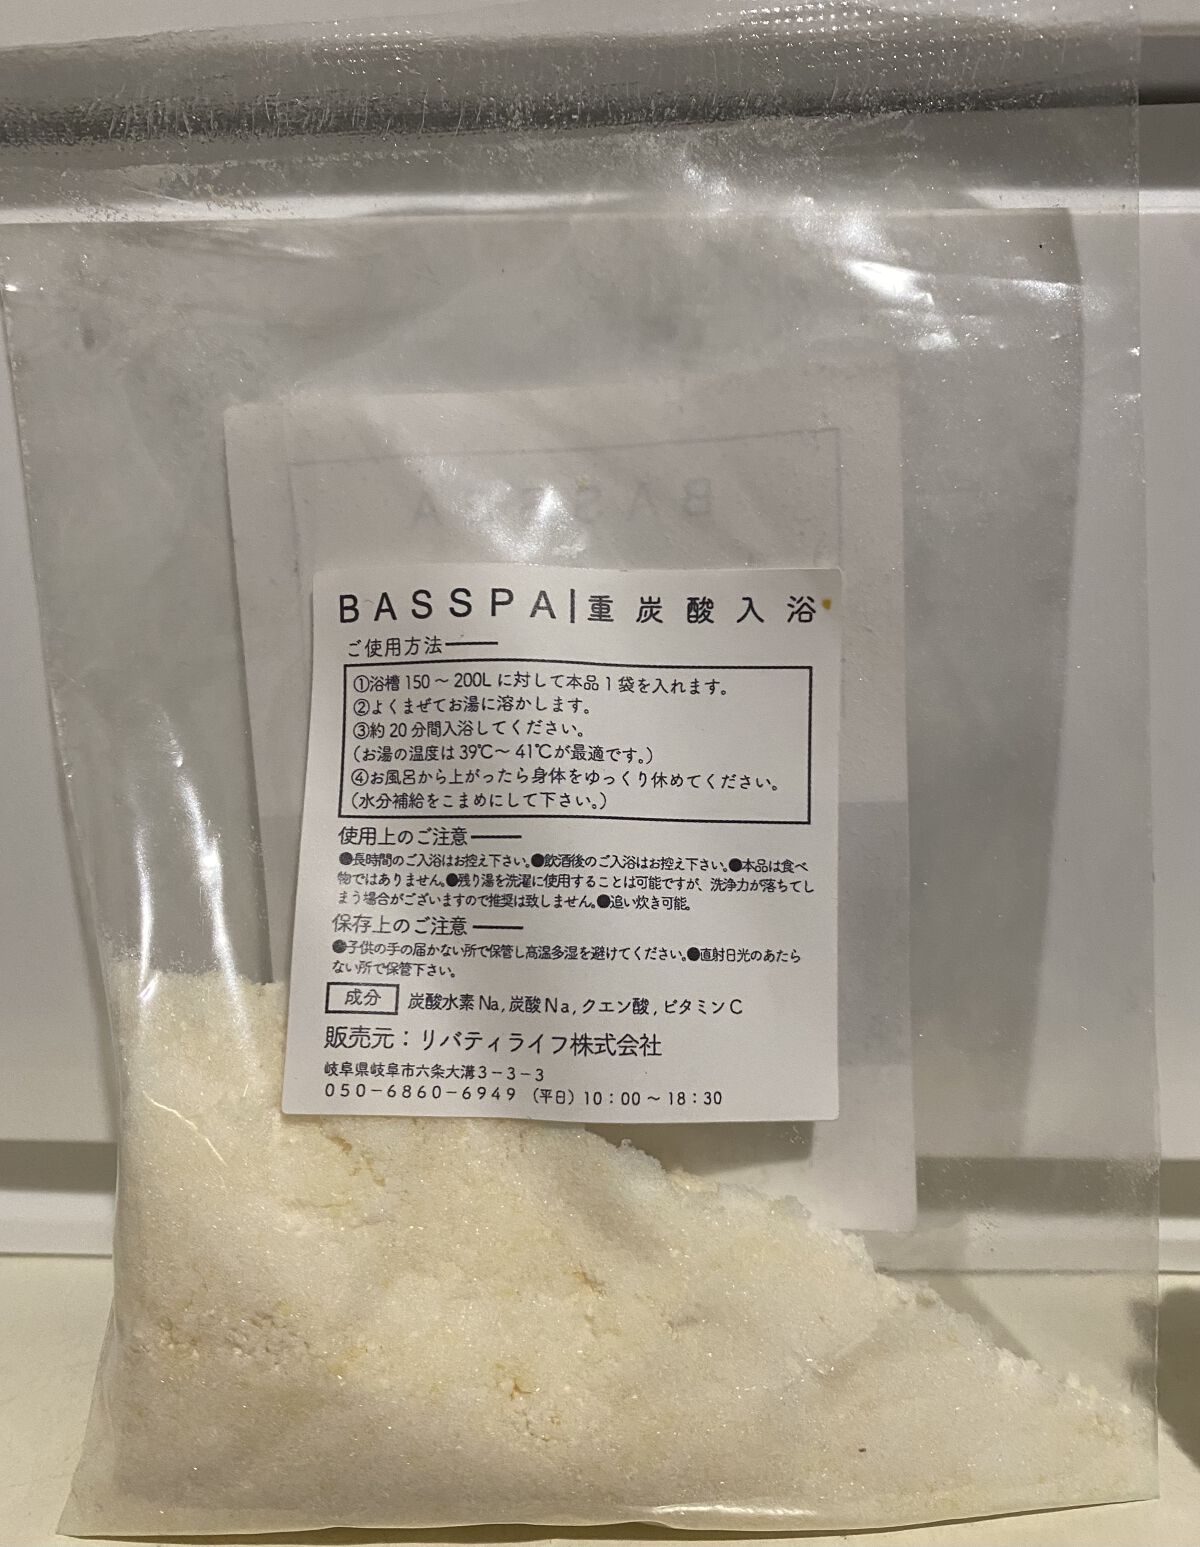 BASSPA
BASSPA|重炭酸入浴
ご使用方法――
①浴槽150～200Lに対して本品1袋を入れます。
②よくまぜてお湯に溶かします。
③約20分間入浴してください。
(お湯の温度は39℃～41℃が最適です。)
④お風呂から上がったら身体をゆっくり休めてください。
(水分補給をこまめにして下さい。)
使用上のご注意――
●長時間のご入浴はお控え下さい。●飲酒後のご入浴はお控え下さい。●本品は食べ
物ではありません。●残り湯を洗濯に使用することは可能ですが、洗浄力が落ちてし
まう場合がございますので推奨は致しません。●追い炊き可能。
保存上のご注意――
●子供の手の届かない所で保管し高温多湿を避けてください。●直射日光のあたら
ない所で保管下さい。
成分 炭酸水素Na,炭酸Na,クエン酸,ビタミンC
販売元：リバティライフ株式会社
岐阜県岐阜市六条大溝3-3-3
050-6860-6949 (平日)10：00～18：30